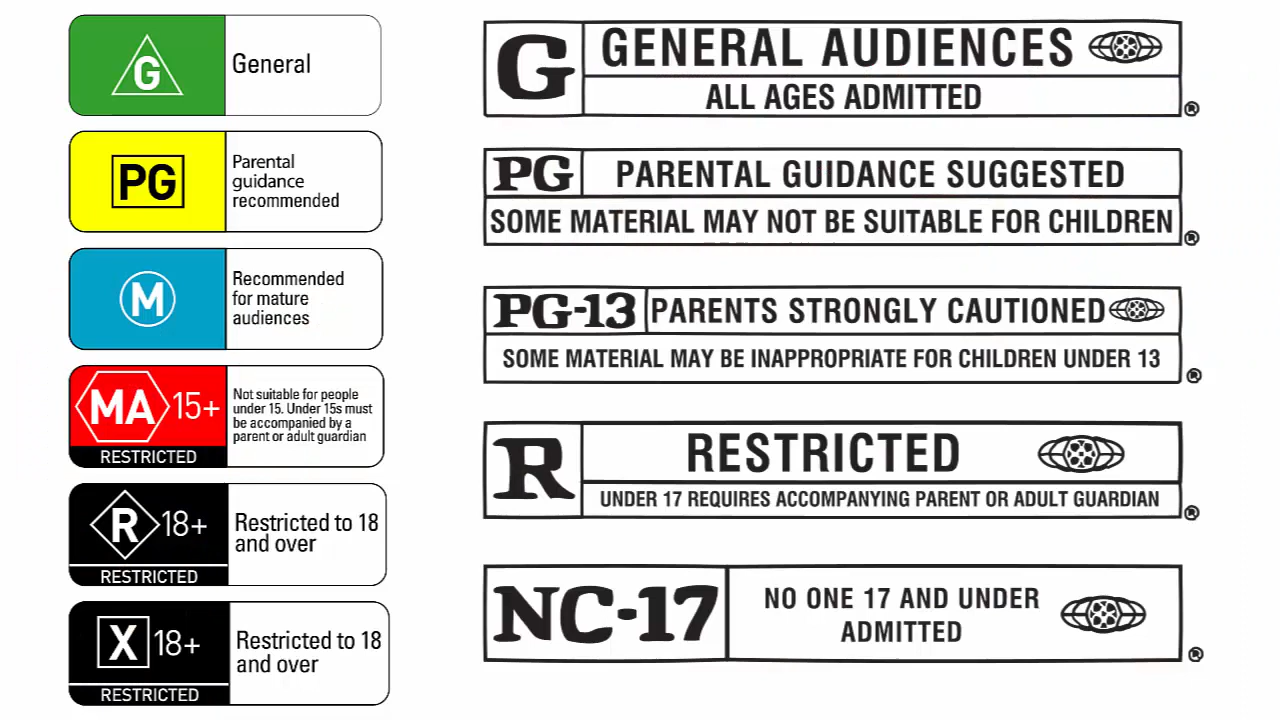 G
General
PG
Parental
guidance
recommended
M
Recommended
for mature
audiences
MA 15+
RESTRICTED
Not suitable for people
under 15. Under 15s must
be accompanied by a
parent or adult guardian
R 18+
RESTRICTED
Restricted to 18
and over
X 18+
RESTRICTED
Restricted to 18
and over
G
GENERAL AUDIENCES
ALL AGES ADMITTED
®
PG
PARENTAL GUIDANCE SUGGESTED
SOME MATERIAL MAY NOT BE SUITABLE FOR CHILDREN
®
PG-13
PARENTS STRONGLY CAUTIONED
SOME MATERIAL MAY BE INAPPROPRIATE FOR CHILDREN UNDER 13
®
R
RESTRICTED
UNDER 17 REQUIRES ACCOMPANYING PARENT OR ADULT GUARDIAN
®
NC-17
NO ONE 17 AND UNDER
ADMITTED
®